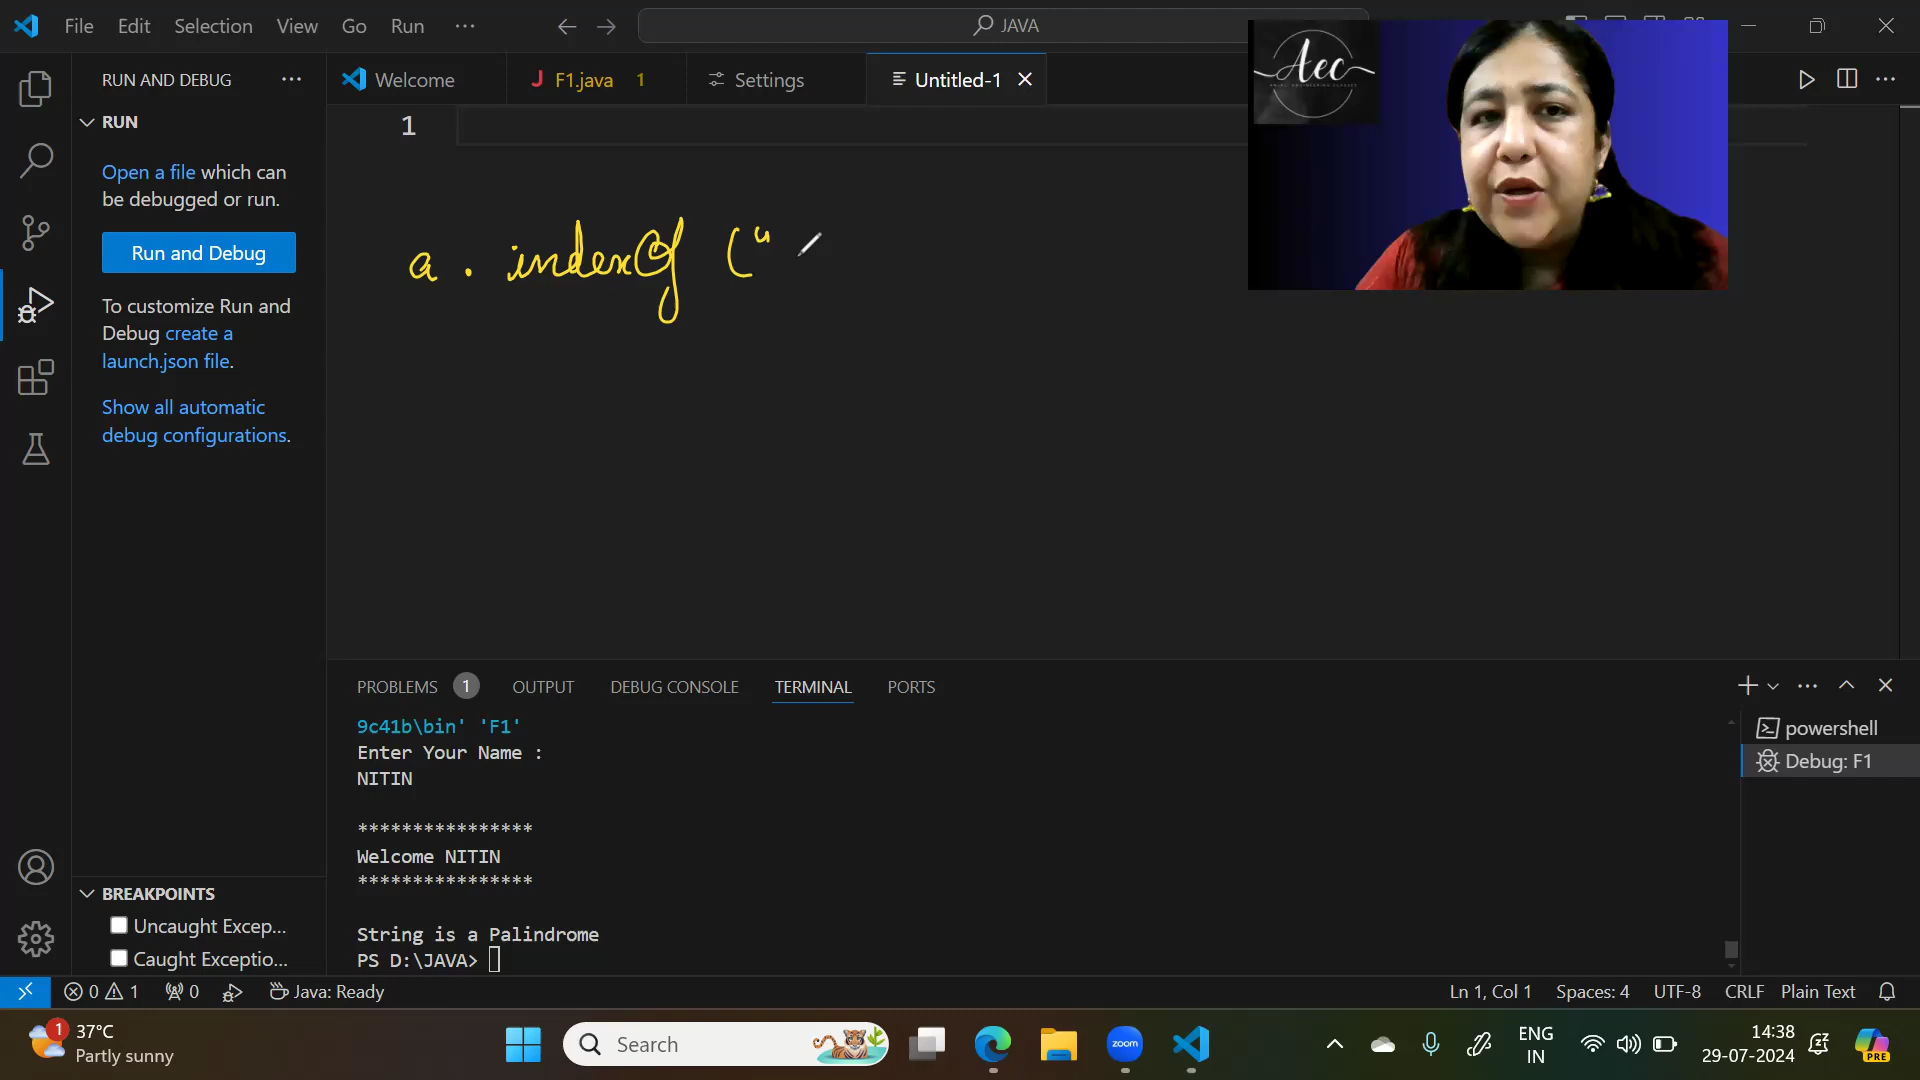 File Edit Selection View Go Run ··· JAVA
RUN AND DEBUG ···
Welcome F1.java 1 Settings Untitled-1
RUN
1
Open a file which can
be debugged or run.
Run and Debug
To customize Run and
Debug create a
launch.json file.
Show all automatic
debug configurations.
Aec
a . indexOf ("
PROBLEMS 1 OUTPUT DEBUG CONSOLE TERMINAL PORTS
9c41b\bin' 'F1'
Enter Your Name :
NITIN
****************
Welcome NITIN
****************
String is a Palindrome
PS D:\JAVA>
powershell
Debug: F1
BREAKPOINTS
Uncaught Excep...
Caught Exceptio...
0 1 0 Java: Ready Ln 1, Col 1 Spaces: 4 UTF-8 CRLF Plain Text
1 37°C
Partly sunny
Search
zoom
ENG
IN
14:38
29-07-2024
PRE